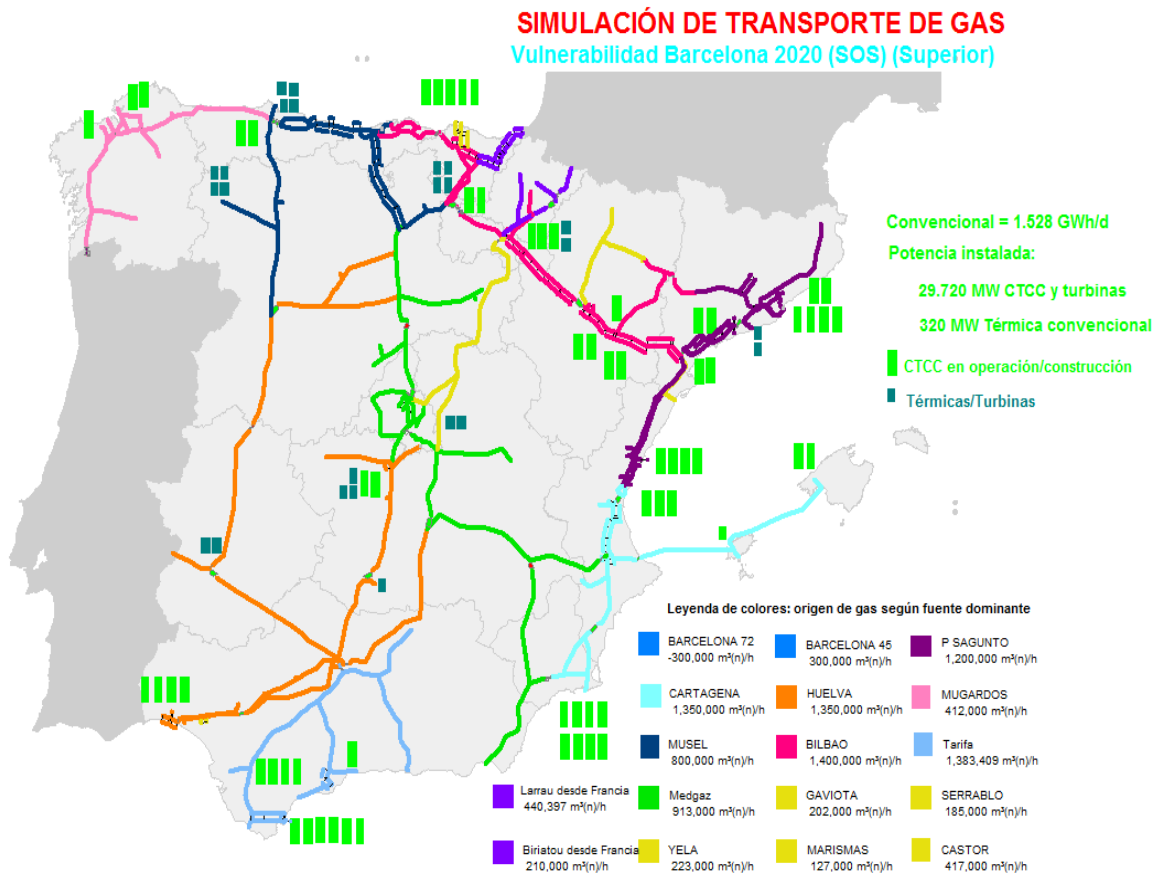 SIMULACIÓN DE TRANSPORTE DE GAS
Vulnerabilidad Barcelona 2020 (SOS) (Superior)
Convencional = 1.528 GWh/d
Potencia instalada:
29.720 MW CTCC y turbinas
320 MW Térmica convencional
CTCC en operación/construcción
Térmicas/Turbinas
Leyenda de colores: origen de gas según fuente dominante
BARCELONA 72
-300,000 m³(n)/h
BARCELONA 45
300,000 m³(n)/h
P SAGUNTO
1,200,000 m³(n)/h
CARTAGENA
1,350,000 m³(n)/h
HUELVA
1,350,000 m³(n)/h
MUGARDOS
412,000 m³(n)/h
MUSEL
800,000 m³(n)/h
BILBAO
1,400,000 m³(n)/h
Tarifa
1,383,409 m³(n)/h
Larrau desde Francia
440,397 m³(n)/h
Medgaz
913,000 m³(n)/h
GAVIOTA
202,000 m³(n)/h
SERRABLO
185,000 m³(n)/h
Biriatou desde Francia
210,000 m³(n)/h
YELA
223,000 m³(n)/h
MARISMAS
127,000 m³(n)/h
CASTOR
417,000 m³(n)/h